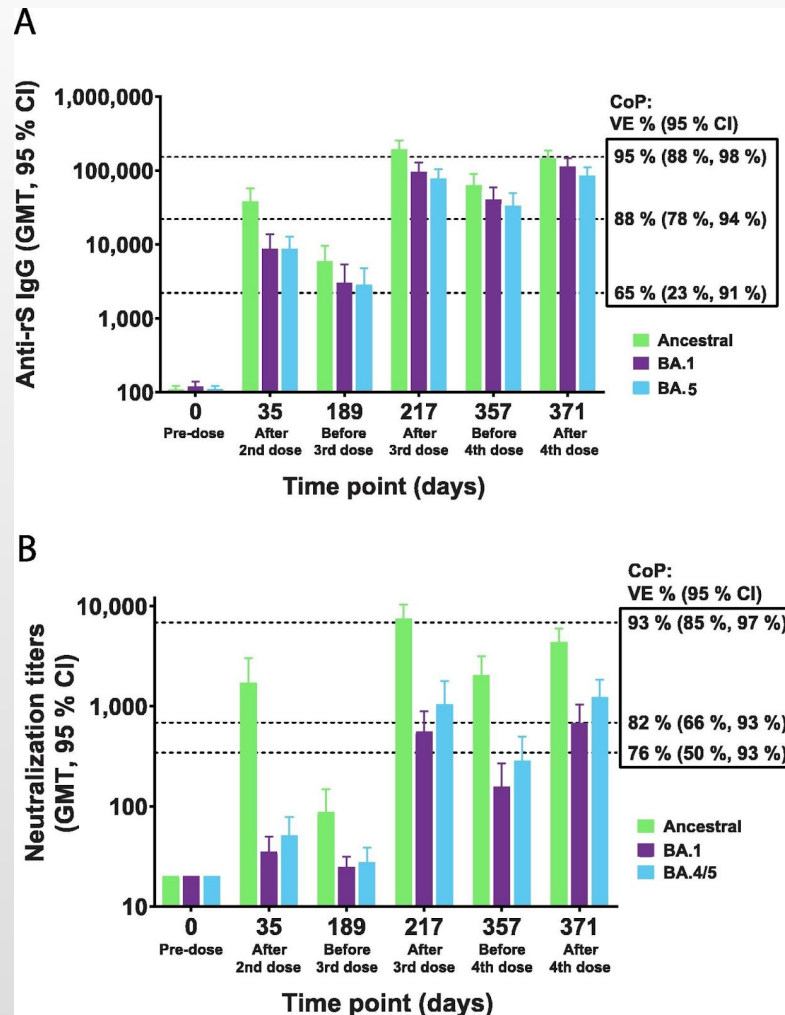 A
Anti-rS IgG (GMT, 95 % CI)
1,000,000
100,000
10,000
1,000
100
0
35
189
217
357
371
Pre-dose
After
2nd dose
Before
3rd dose
After
3rd dose
Before
4th dose
After
4th dose
Time point (days)
CoP:
VE % (95 % CI)
95 % (88 %, 98 %)
88 % (78 %, 94 %)
65 % (23 %, 91 %)
Ancestral
BA.1
BA.5
B
Neutralization titers
(GMT, 95 % CI)
10,000
1,000
100
10
0
35
189
217
357
371
Pre-dose
After
2nd dose
Before
3rd dose
After
3rd dose
Before
4th dose
After
4th dose
Time point (days)
CoP:
VE % (95 % CI)
93 % (85 %, 97 %)
82 % (66 %, 93 %)
76 % (50 %, 93 %)
Ancestral
BA.1
BA.4/5